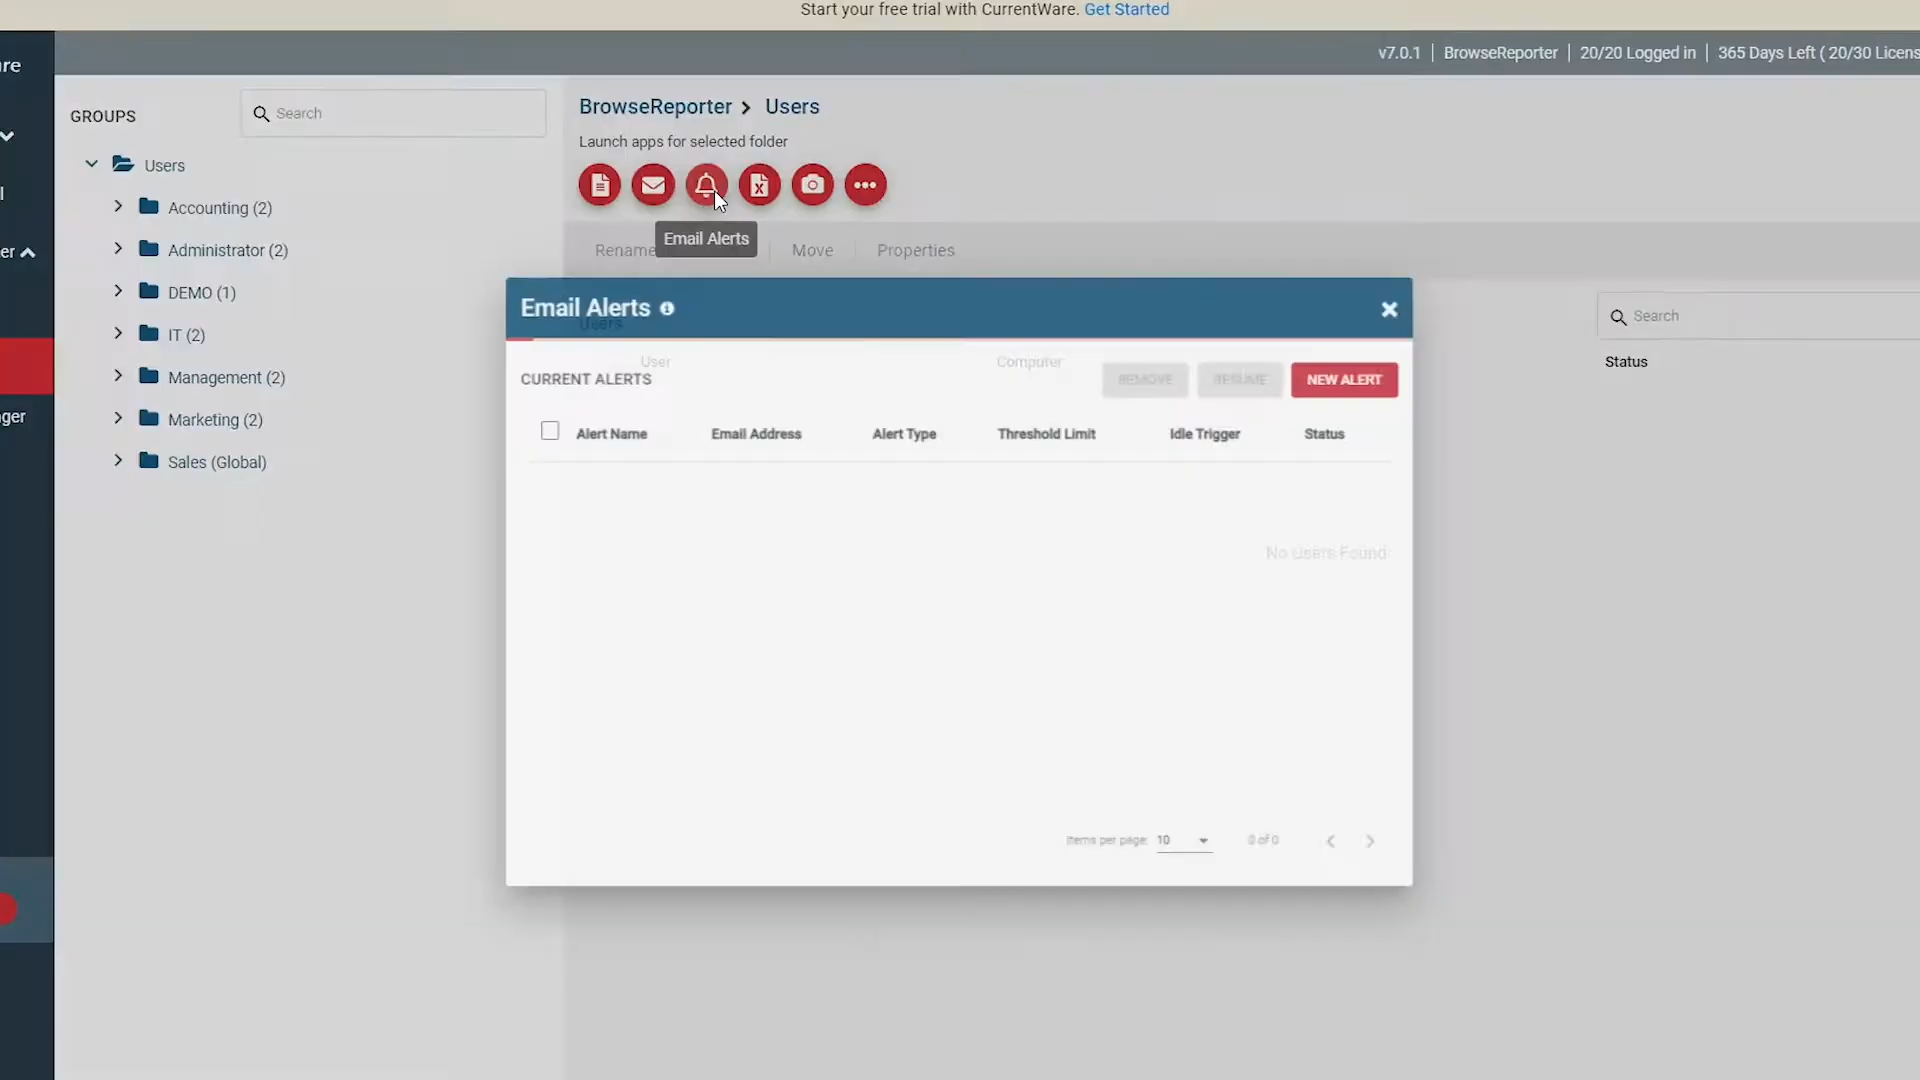 Start your free trial with CurrentWare. Get Started
re
v7.0.1 | BrowseReporter | 20/20 Logged in | 365 Days Left ( 20/30 Licens
GROUPS
Search
Users
Accounting (2)
Administrator (2)
DEMO (1)
IT (2)
Management (2)
Marketing (2)
Sales (Global)
l
er
ger
BrowseReporter > Users
Launch apps for selected folder
Email Alerts
Rename
Move
Properties
Email Alerts
Users
User
Computer
CURRENT ALERTS
REMOVE
RESUME
NEW ALERT
Alert Name
Email Address
Alert Type
Threshold Limit
Idle Trigger
Status
No Users Found
Items per page: 10
0 of 0
Search
Status